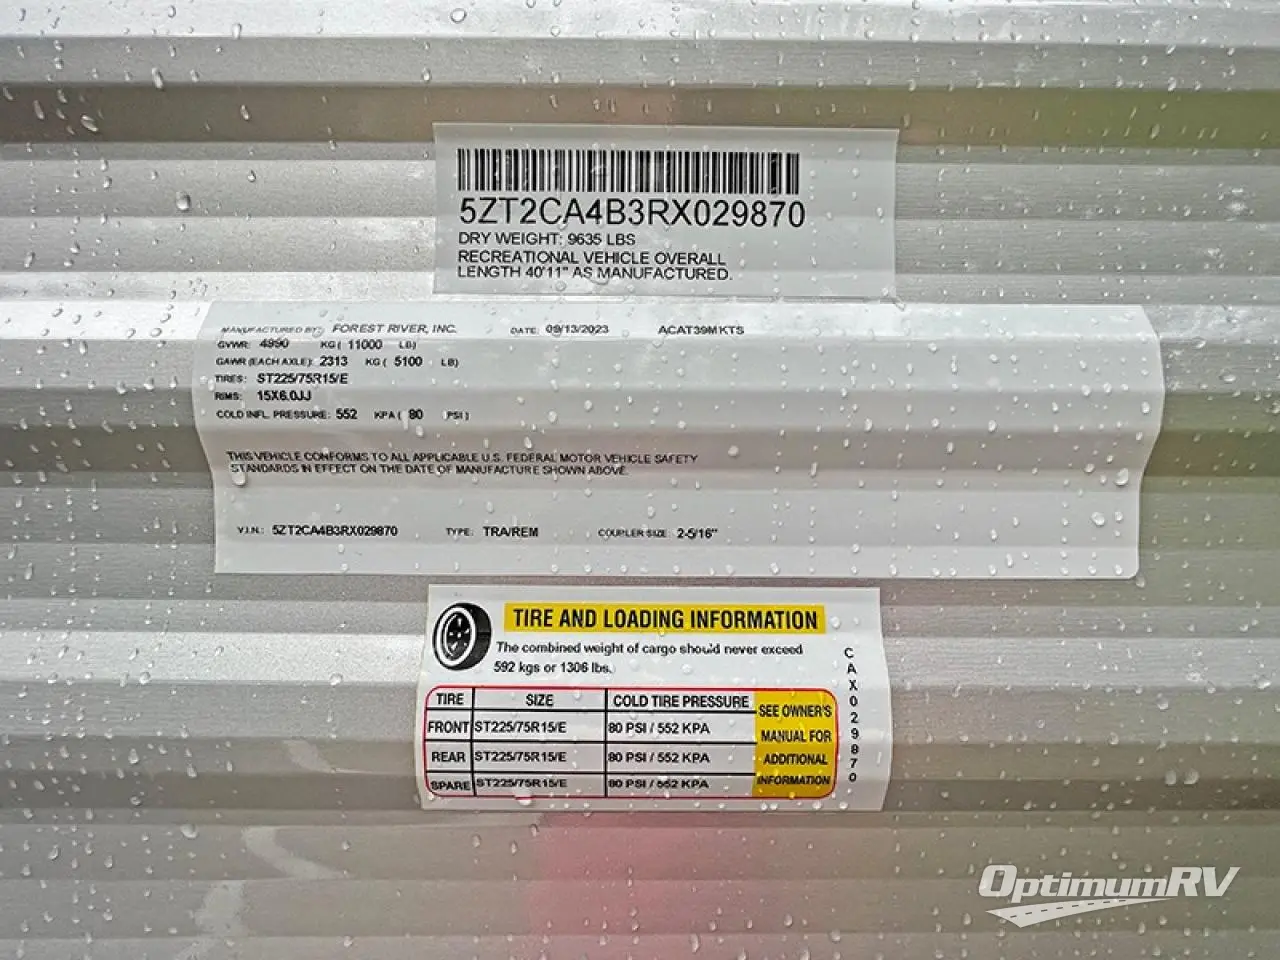 5ZT2CA4B3RX029870
DRY WEIGHT: 9635 LBS
RECREATIONAL VEHICLE OVERALL
LENGTH 40'11" AS MANUFACTURED.
MANUFACTURED BY: FOREST RIVER, INC. DATE: 09/13/2023 ACAT39MKTS
GVWR: 4990 KG ( 11000 LB)
GAWR (EACH AXLE): 2313 KG ( 5100 LB)
TIRES: ST225/75R15/E
RIMS: 15X6.0JJ
COLD INFL. PRESSURE: 552 KPA ( 80 PSI )
THIS VEHICLE CONFORMS TO ALL APPLICABLE U.S. FEDERAL MOTOR VEHICLE SAFETY
STANDARDS IN EFFECT ON THE DATE OF MANUFACTURE SHOWN ABOVE.
V.I.N.: 5ZT2CA4B3RX029870 TYPE: TRA/REM COUPLER SIZE: 2-5/16"
TIRE AND LOADING INFORMATION
The combined weight of cargo should never exceed
592 kgs or 1306 lbs.
TIRE SIZE COLD TIRE PRESSURE
FRONT ST225/75R15/E 80 PSI / 552 KPA
REAR ST225/75R15/E 80 PSI / 552 KPA
SPARE ST225/75R15/E 80 PSI / 552 KPA
SEE OWNER'S
MANUAL FOR
ADDITIONAL
INFORMATION
CAX029870
OptimumRV